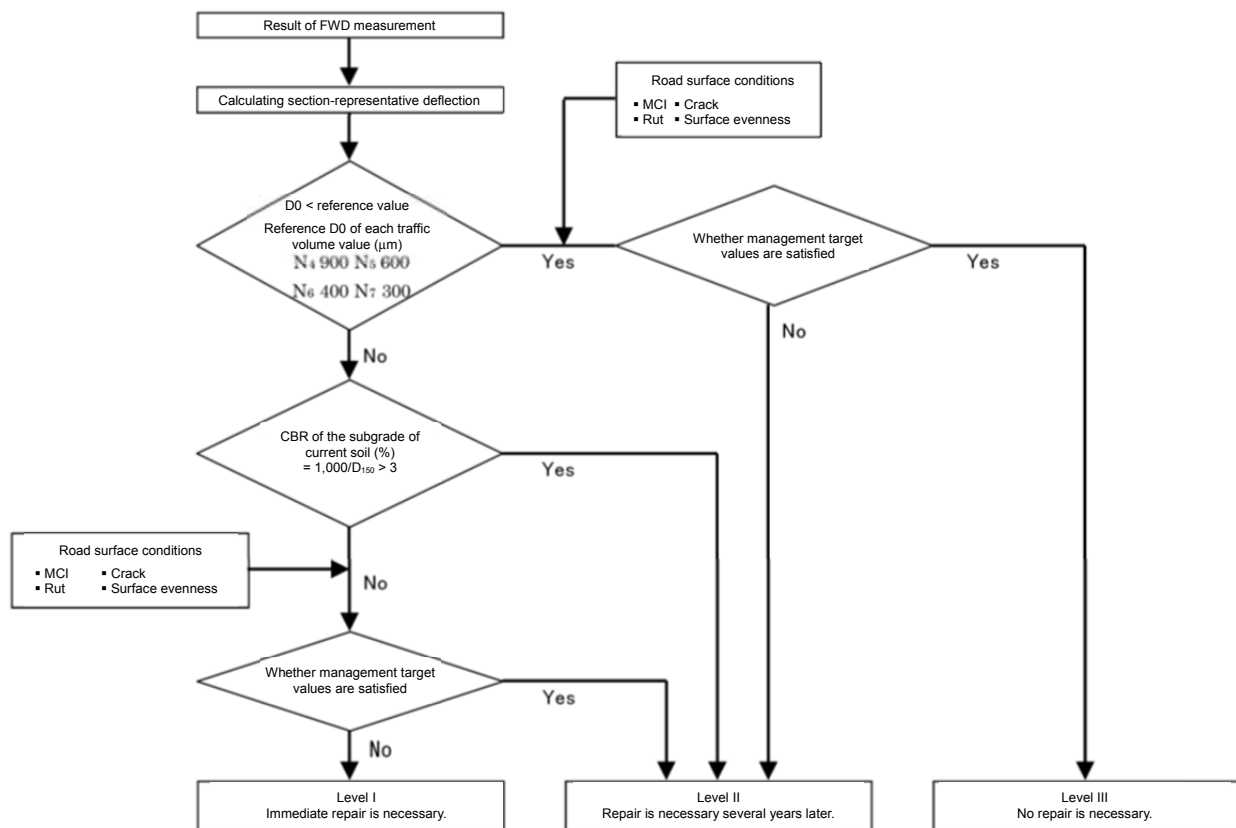 Result of FWD measurement
Calculating section-representative deflection
Road surface conditions
▪ MCI ▪ Crack
▪ Rut ▪ Surface evenness
D0 < reference value
Reference D0 of each traffic
volume value (μm)
N₄ 900 N₅ 600
N₆ 400 N₇ 300
Yes
Whether management target
values are satisfied
Yes
No
No
CBR of the subgrade of
current soil (%)
= 1,000/D₁₅₀ > 3
Yes
Road surface conditions
▪ MCI ▪ Crack
▪ Rut ▪ Surface evenness
No
Whether management target
values are satisfied
Yes
No
Level I
Immediate repair is necessary.
Level II
Repair is necessary several years later.
Level III
No repair is necessary.